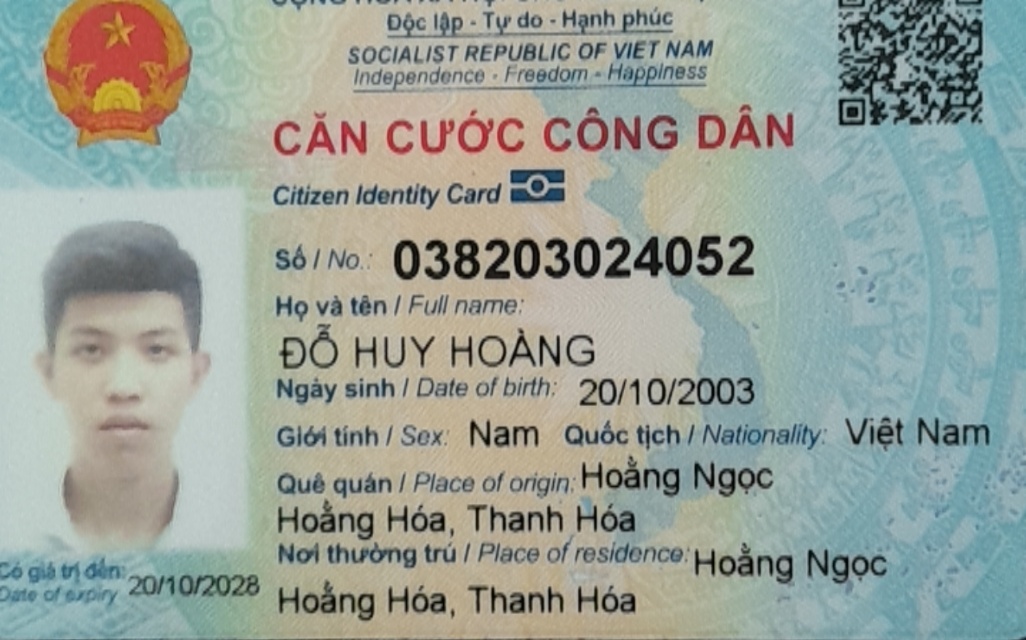 Độc lập - Tự do - Hạnh phúc
SOCIALIST REPUBLIC OF VIET NAM
Independence - Freedom - Happiness
CĂN CƯỚC CÔNG DÂN
Citizen Identity Card
Số / No.: 038203024052
Họ và tên / Full name:
ĐỖ HUY HOÀNG
Ngày sinh / Date of birth: 20/10/2003
Giới tính / Sex: Nam Quốc tịch / Nationality: Việt Nam
Quê quán / Place of origin: Hoằng Ngọc
Hoằng Hóa, Thanh Hóa
Nơi thường trú / Place of residence: Hoằng Ngọc
Hoằng Hóa, Thanh Hóa
Có giá trị đến: 20/10/2028
Date of expiry